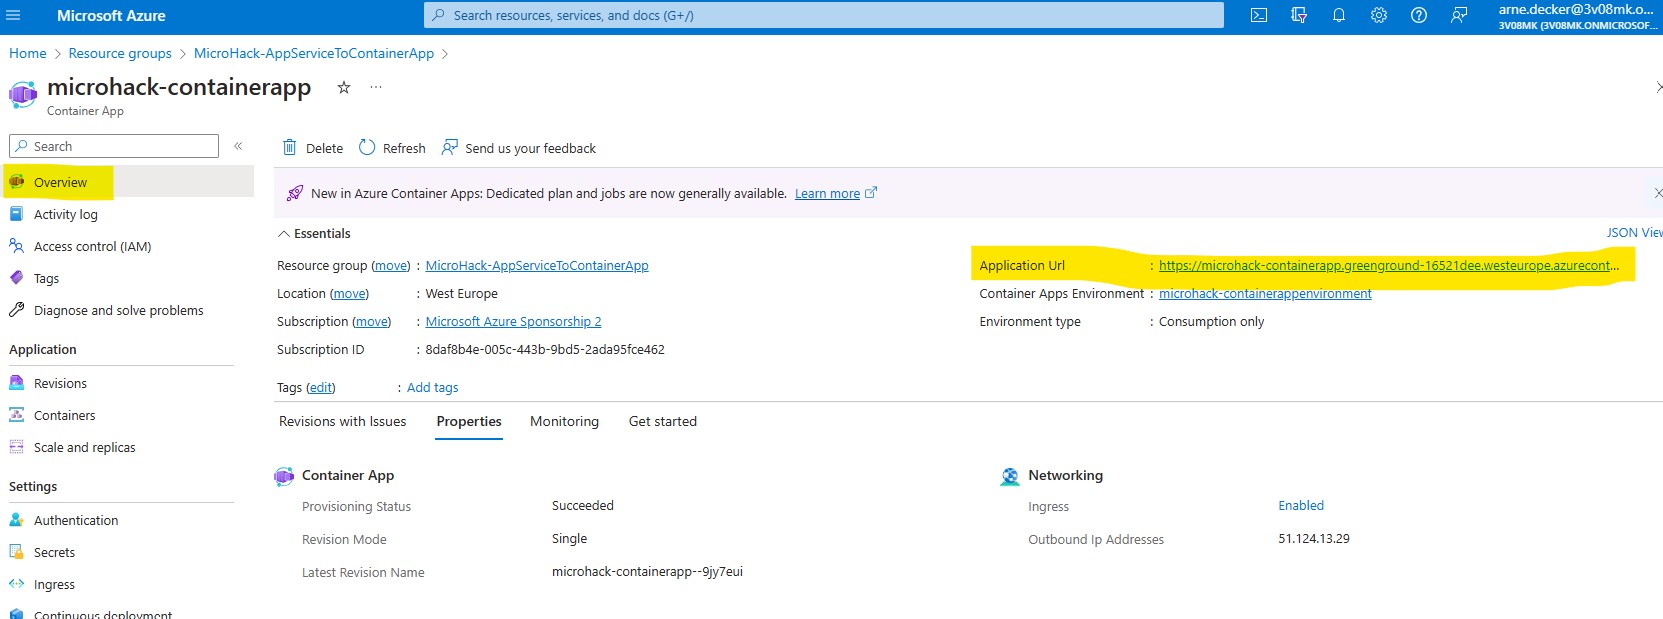 Microsoft Azure
Search resources, services, and docs (G+/)
arne.decker@3v08mk.o...
3V08MK (3V08MK.ONMICROSOF...
Home > Resource groups > MicroHack-AppServiceToContainerApp >
microhack-containerapp
Container App
Search
Delete
Refresh
Send us your feedback
Overview
Activity log
Access control (IAM)
Tags
Diagnose and solve problems
Application
Revisions
Containers
Scale and replicas
Settings
Authentication
Secrets
Ingress
Continuous deployment
New in Azure Container Apps: Dedicated plan and jobs are now generally available. Learn more
Essentials
JSON View
Resource group (move) : MicroHack-AppServiceToContainerApp
Location (move) : West Europe
Subscription (move) : Microsoft Azure Sponsorship 2
Subscription ID : 8daf8b4e-005c-443b-9bd5-2ada95fce462
Tags (edit) : Add tags
Application Url : https://microhack-containerapp.greenground-16521dee.westeurope.azurecont...
Container Apps Environment : microhack-containerappenvironment
Environment type : Consumption only
Revisions with Issues
Properties
Monitoring
Get started
Container App
Provisioning Status Succeeded
Revision Mode Single
Latest Revision Name microhack-containerapp--9jy7eui
Networking
Ingress Enabled
Outbound Ip Addresses 51.124.13.29